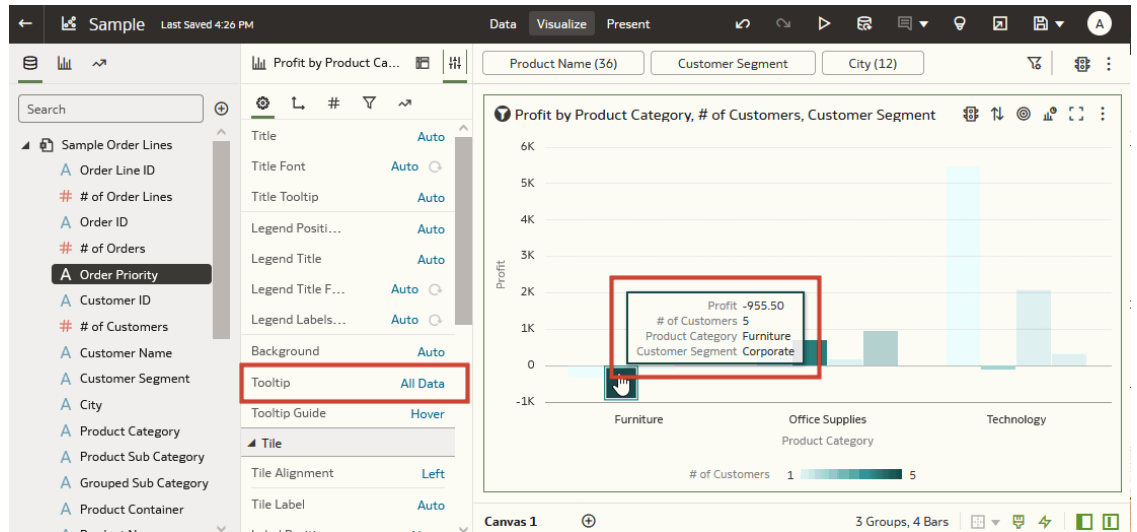 Sample Last Saved 4:26 PM
Data Visualize Present
A
Profit by Product Ca...
Product Name (36)
Customer Segment
City (12)
Search
Sample Order Lines
A Order Line ID
# # of Order Lines
A Order ID
# # of Orders
A Order Priority
A Customer ID
# # of Customers
A Customer Name
A Customer Segment
A City
A Product Category
A Product Sub Category
A Grouped Sub Category
A Product Container
#
Title Auto
Title Font Auto
Title Tooltip Auto
Legend Positi... Auto
Legend Title Auto
Legend Title F... Auto
Legend Labels... Auto
Background Auto
Tooltip All Data
Tooltip Guide Hover
Tile
Tile Alignment Left
Tile Label Auto
Profit by Product Category, # of Customers, Customer Segment
6K
5K
4K
3K
2K
1K
0
-1K
Profit
Profit -955.50
# of Customers 5
Product Category Furniture
Customer Segment Corporate
Furniture
Office Supplies
Technology
Product Category
# of Customers 1 5
Canvas 1
3 Groups, 4 Bars